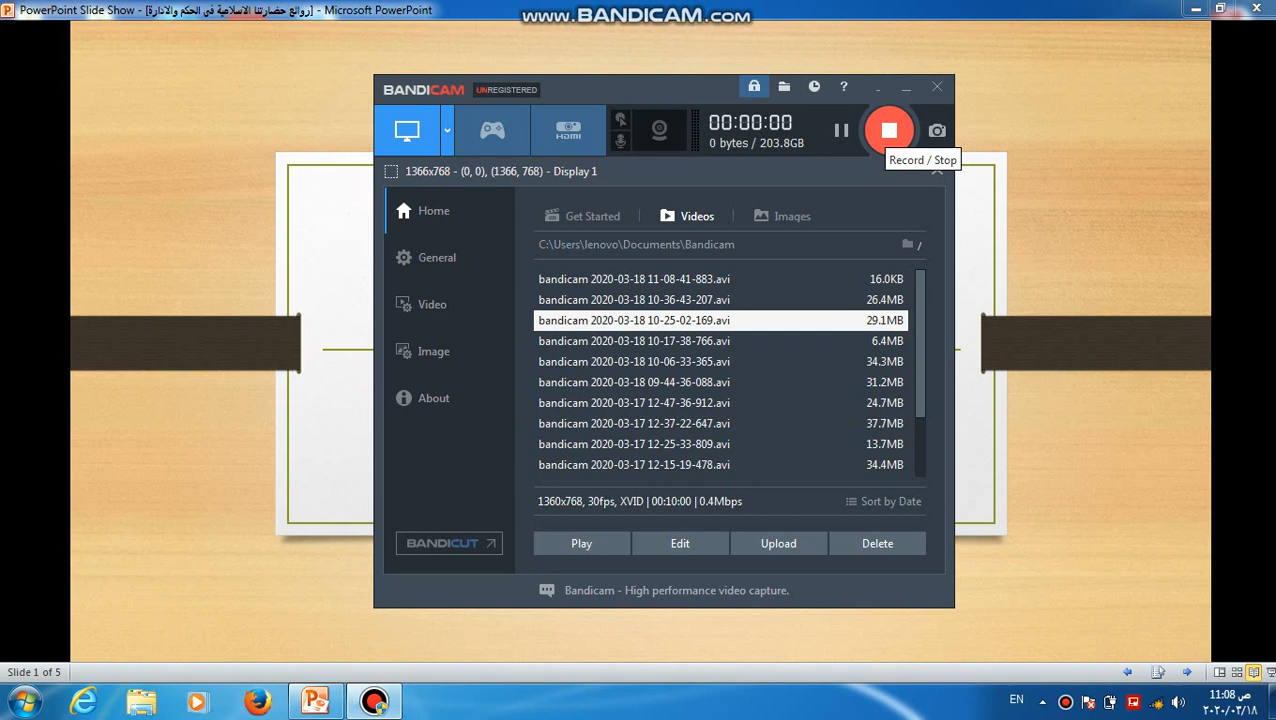 PowerPoint Slide Show - [روائع حضارتنا الاسلامية في الحكم والادارة] - Microsoft PowerPoint
www.BANDICAM.com
BANDICAM UNREGISTERED
00:00:00
0 bytes / 203.8GB
Record / Stop
HDMI
1366x768 - (0, 0), (1366, 768) - Display 1
Home
General
Video
Image
About
BANDICUT
Get Started
Videos
Images
C:\Users\lenovo\Documents\Bandicam
/
bandicam 2020-03-18 11-08-41-883.avi 16.0KB
bandicam 2020-03-18 10-36-43-207.avi 26.4MB
bandicam 2020-03-18 10-25-02-169.avi 29.1MB
bandicam 2020-03-18 10-17-38-766.avi 6.4MB
bandicam 2020-03-18 10-06-33-365.avi 34.3MB
bandicam 2020-03-18 09-44-36-088.avi 31.2MB
bandicam 2020-03-17 12-47-36-912.avi 24.7MB
bandicam 2020-03-17 12-37-22-647.avi 37.7MB
bandicam 2020-03-17 12-25-33-809.avi 13.7MB
bandicam 2020-03-17 12-15-19-478.avi 34.4MB
1360x768, 30fps, XVID | 00:10:00 | 0.4Mbps
Sort by Date
Play Edit Upload Delete
Bandicam - High performance video capture.
Slide 1 of 5
EN
11:08 ص
٢٠٢٠/٠٣/١٨